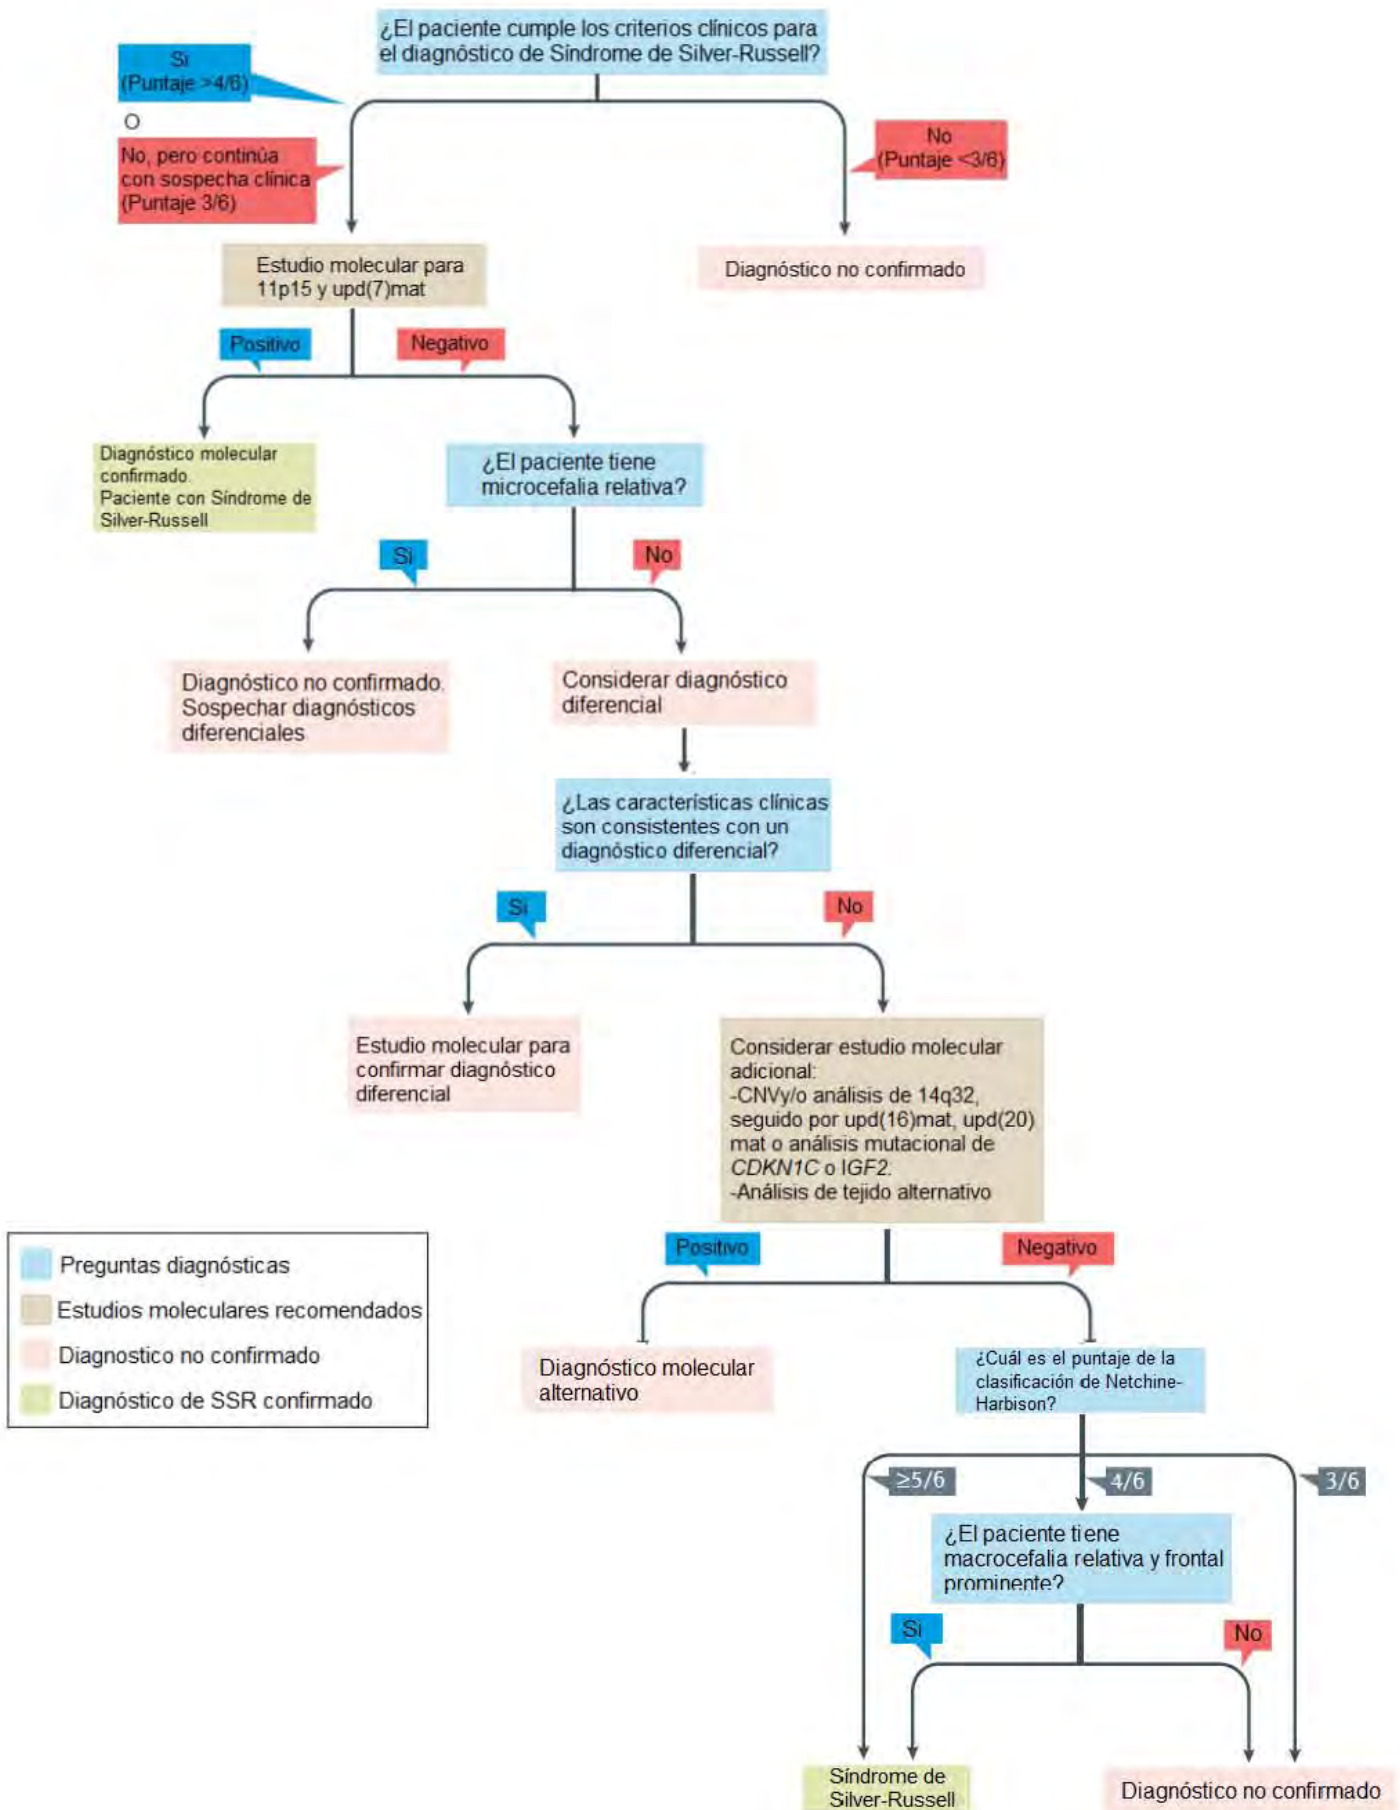 ¿El paciente cumple los criterios clínicos para
el diagnóstico de Síndrome de Silver-Russell?
Si
(Puntaje >4/6)
O
No, pero continúa
con sospecha clínica
(Puntaje 3/6)
No
(Puntaje <3/6)
Estudio molecular para
11p15 y upd(7)mat
Diagnóstico no confirmado
Positivo
Negativo
Diagnóstico molecular
confirmado.
Paciente con Síndrome de
Silver-Russell
¿El paciente tiene
microcefalia relativa?
Si
No
Diagnóstico no confirmado.
Sospechar diagnósticos
diferenciales
Considerar diagnóstico
diferencial
¿Las características clínicas
son consistentes con un
diagnóstico diferencial?
Si
No
Estudio molecular para
confirmar diagnóstico
diferencial
Considerar estudio molecular
adicional:
-CNVy/o análisis de 14q32,
seguido por upd(16)mat, upd(20)
mat o análisis mutacional de
CDKN1C o IGF2.
-Análisis de tejido alternativo
Preguntas diagnósticas
Estudios moleculares recomendados
Diagnostico no confirmado
Diagnóstico de SSR confirmado
Positivo
Negativo
Diagnóstico molecular
alternativo
¿Cuál es el puntaje de la
clasificación de Netchine-
Harbison?
≥5/6
4/6
3/6
¿El paciente tiene
macrocefalia relativa y frontal
prominente?
Si
No
Síndrome de
Silver-Russell
Diagnóstico no confirmado